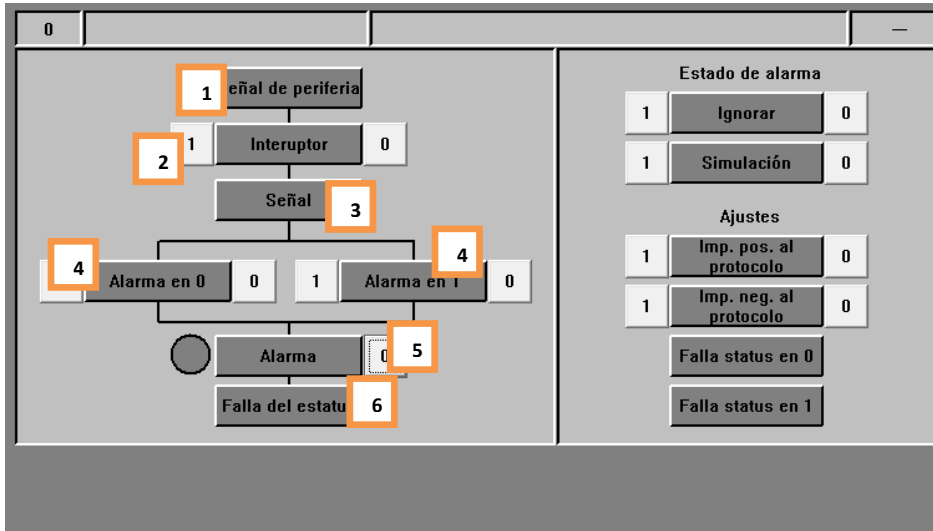 0
—
1 eñal de periferia
2 1 Interuptor 0
Señal 3
4 Alarma en 0 0
1 Alarma en 1 0 4
Alarma 0 5
Falla del estatu 6
Estado de alarma
1 Ignorar 0
1 Simulación 0
Ajustes
1 Imp. pos. al protocolo 0
1 Imp. neg. al protocolo 0
Falla status en 0
Falla status en 1